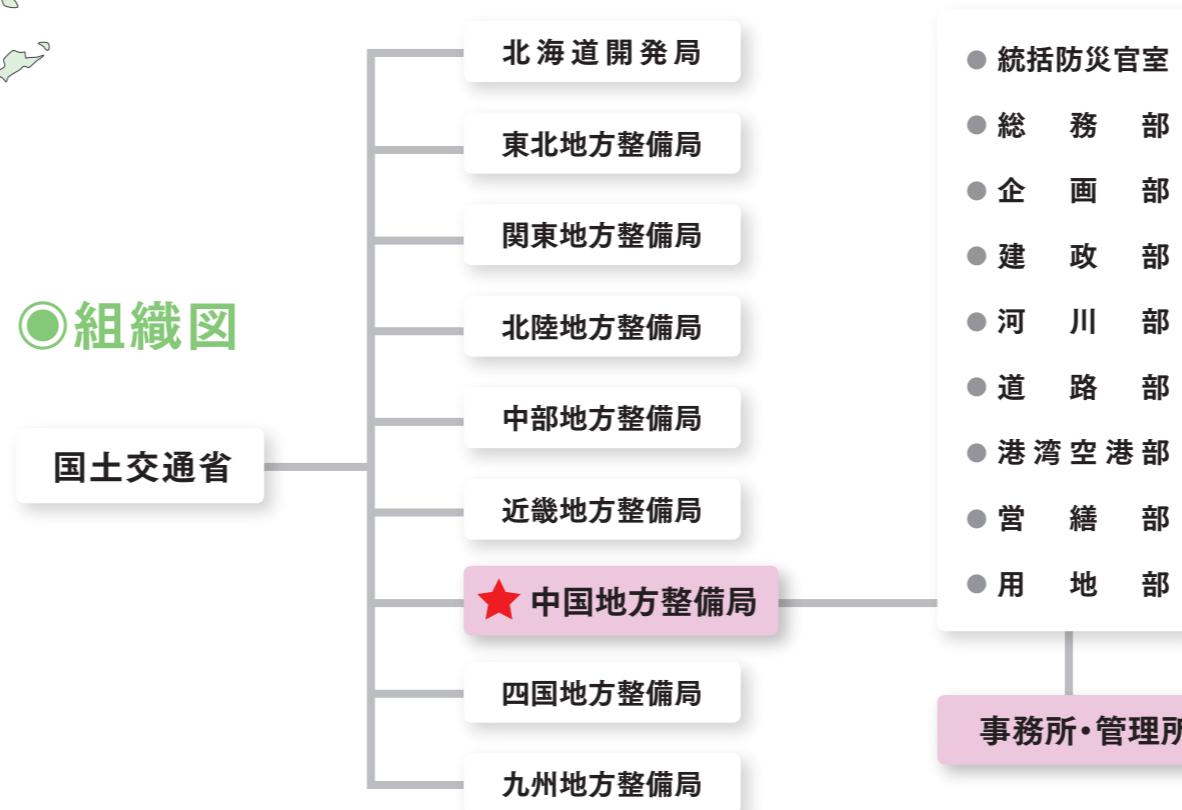 ◉組織図
国土交通省
北海道開発局
東北地方整備局
関東地方整備局
北陸地方整備局
中部地方整備局
近畿地方整備局
★中国地方整備局
四国地方整備局
九州地方整備局
●統括防災官室
●総務部
●企画部
●建政部
●河川部
●道路部
●港湾空港部
●営繕部
●用地部
事務所・管理所